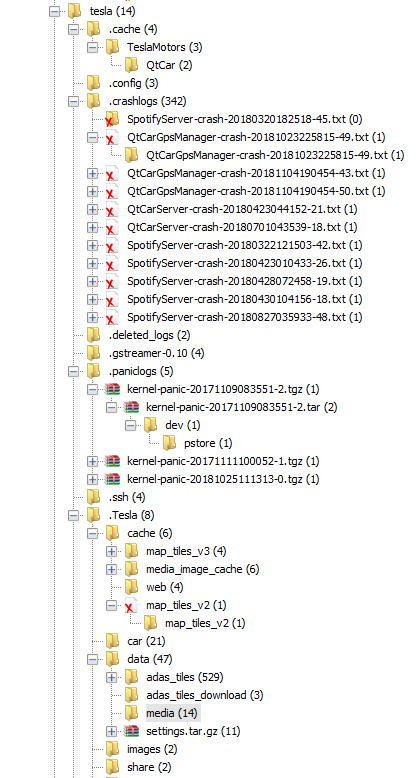 tesla (14)
.cache (4)
TeslaMotors (3)
QtCar (2)
.config (3)
.crashlogs (342)
SpotifyServer-crash-20180320182518-45.txt (0)
QtCarGpsManager-crash-20181023225815-49.txt (1)
QtCarGpsManager-crash-20181023225815-49.txt (1)
QtCarGpsManager-crash-20181104190454-43.txt (1)
QtCarGpsManager-crash-20181104190454-50.txt (1)
QtCarServer-crash-20180423044152-21.txt (1)
QtCarServer-crash-20180701043539-18.txt (1)
SpotifyServer-crash-20180322121503-42.txt (1)
SpotifyServer-crash-20180423010433-26.txt (1)
SpotifyServer-crash-20180428072458-19.txt (1)
SpotifyServer-crash-20180430104156-18.txt (1)
SpotifyServer-crash-20180827035933-48.txt (1)
.deleted_logs (2)
.gstreamer-0.10 (4)
.paniclogs (5)
kernel-panic-20171109083551-2.tgz (1)
kernel-panic-20171109083551-2.tar (2)
dev (1)
pstore (1)
kernel-panic-20171111100052-1.tgz (1)
kernel-panic-20181025111313-0.tgz (1)
.ssh (4)
.Tesla (8)
cache (6)
map_tiles_v3 (4)
media_image_cache (6)
web (4)
map_tiles_v2 (1)
map_tiles_v2 (1)
car (21)
data (47)
adas_tiles (529)
adas_tiles_download (3)
media (14)
settings.tar.gz (11)
images (2)
share (2)